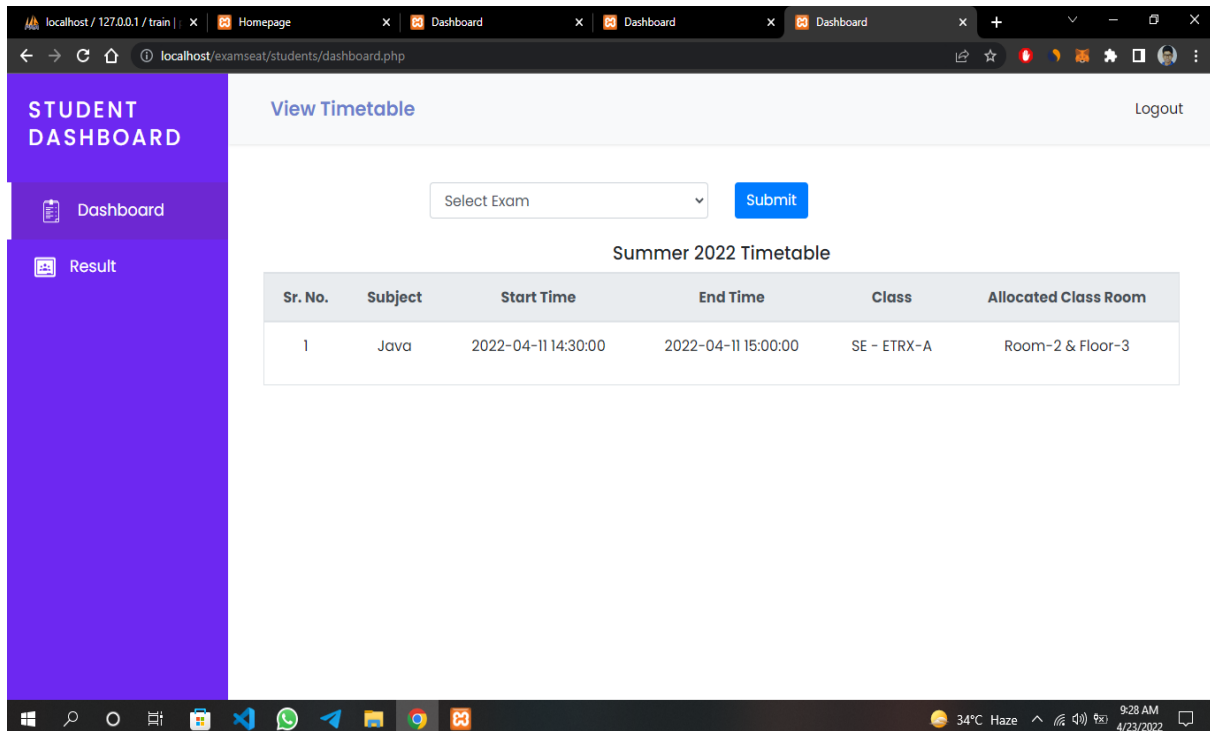 localhost / 127.0.0.1 / train |
Homepage
Dashboard
Dashboard
Dashboard
localhost/examseat/students/dashboard.php
STUDENT
DASHBOARD
View Timetable
Logout
Dashboard
Result
Select Exam
Submit
Summer 2022 Timetable
Sr. No. Subject Start Time End Time Class Allocated Class Room
1 Java 2022-04-11 14:30:00 2022-04-11 15:00:00 SE - ETRX-A Room-2 & Floor-3
34°C Haze
9:28 AM
4/23/2022